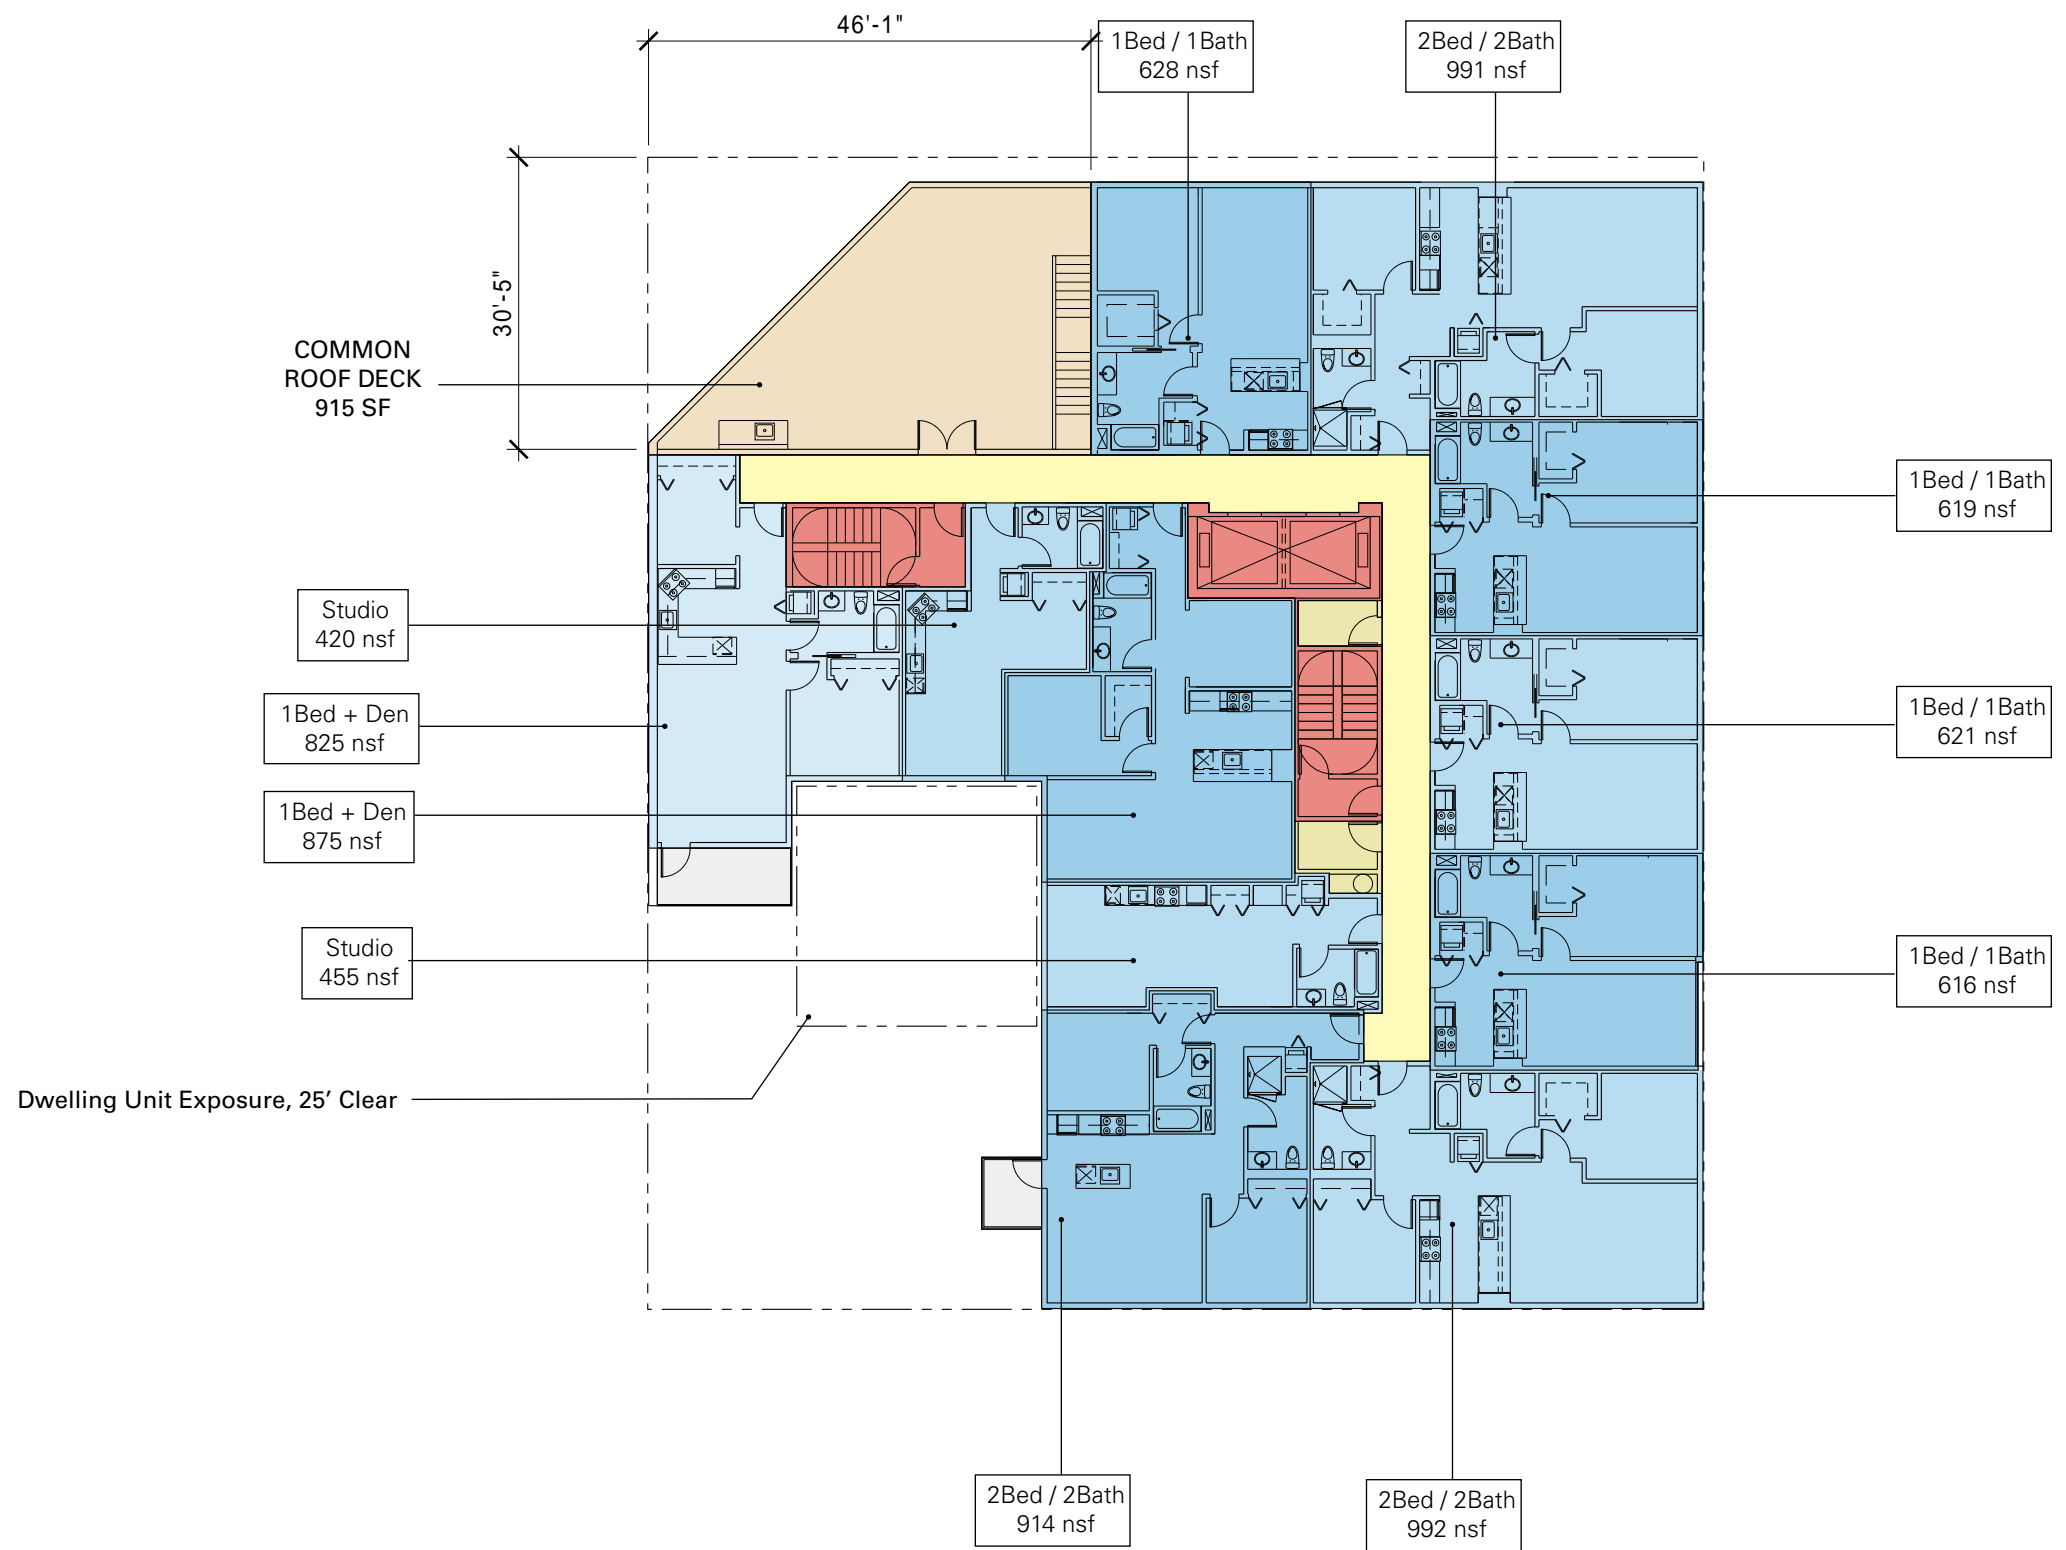 46'-1"
1Bed / 1Bath
628 nsf
2Bed / 2Bath
991 nsf
30'-5"
COMMON
ROOF DECK
915 SF
1Bed / 1Bath
619 nsf
Studio
420 nsf
1Bed + Den
825 nsf
1Bed / 1Bath
621 nsf
1Bed + Den
875 nsf
Studio
455 nsf
1Bed / 1Bath
616 nsf
Dwelling Unit Exposure, 25’ Clear
2Bed / 2Bath
914 nsf
2Bed / 2Bath
992 nsf